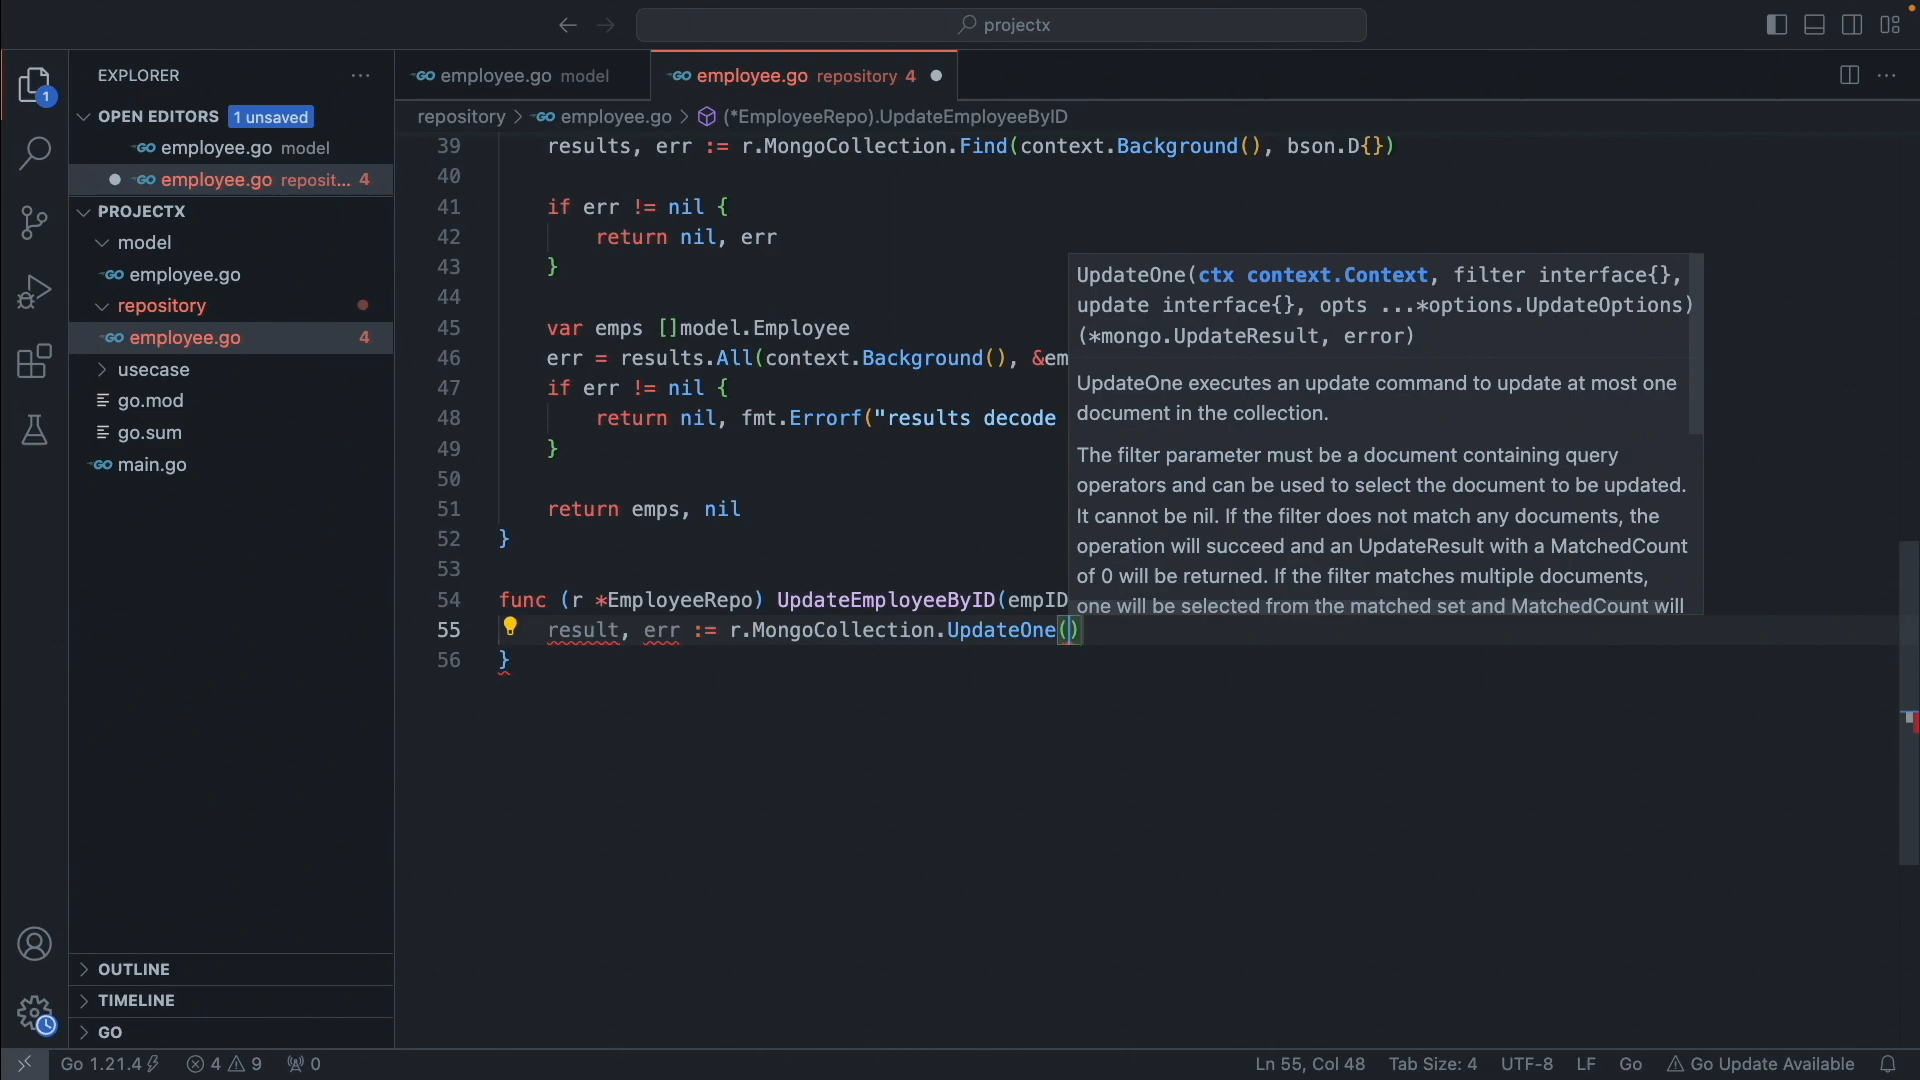 projectx
EXPLORER
OPEN EDITORS 1 unsaved
employee.go model
employee.go reposit... 4
PROJECTX
model
employee.go
repository
employee.go 4
usecase
go.mod
go.sum
main.go
OUTLINE
TIMELINE
GO
employee.go model
employee.go repository 4
repository > employee.go > (*EmployeeRepo).UpdateEmployeeByID
39 results, err := r.MongoCollection.Find(context.Background(), bson.D{})
40
41 if err != nil {
42 return nil, err
43 }
44
45 var emps []model.Employee
46 err = results.All(context.Background(), &em
47 if err != nil {
48 return nil, fmt.Errorf("results decode
49 }
50
51 return emps, nil
52 }
53
54 func (r *EmployeeRepo) UpdateEmployeeByID(empID
55 result, err := r.MongoCollection.UpdateOne()
56 }
UpdateOne(ctx context.Context, filter interface{},
update interface{}, opts ...*options.UpdateOptions)
(*mongo.UpdateResult, error)
UpdateOne executes an update command to update at most one
document in the collection.
The filter parameter must be a document containing query
operators and can be used to select the document to be updated.
It cannot be nil. If the filter does not match any documents, the
operation will succeed and an UpdateResult with a MatchedCount
of 0 will be returned. If the filter matches multiple documents,
one will be selected from the matched set and MatchedCount will
1
GO
GO
GO
GO
GO
GO
GO
GO
Go 1.21.4 4 9 0
Ln 55, Col 48 Tab Size: 4 UTF-8 LF Go Go Update Available